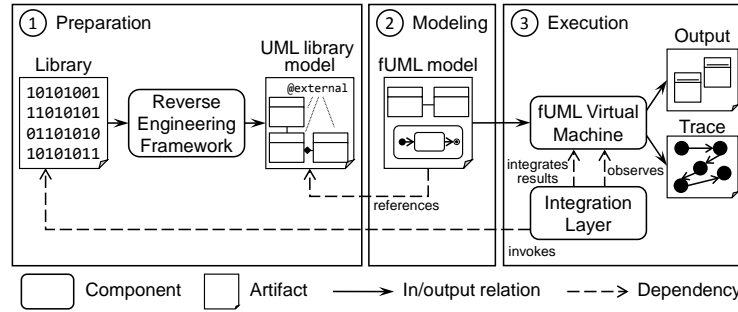 1 Preparation
2 Modeling
3 Execution
Library
10101001
11010101
01101010
10101011
Reverse
Engineering
Framework
UML library
model
@external
fUML model
references
fUML Virtual
Machine
integrates
results
observes
Integration
Layer
invokes
Output
Trace
Component
Artifact
In/output relation
Dependency